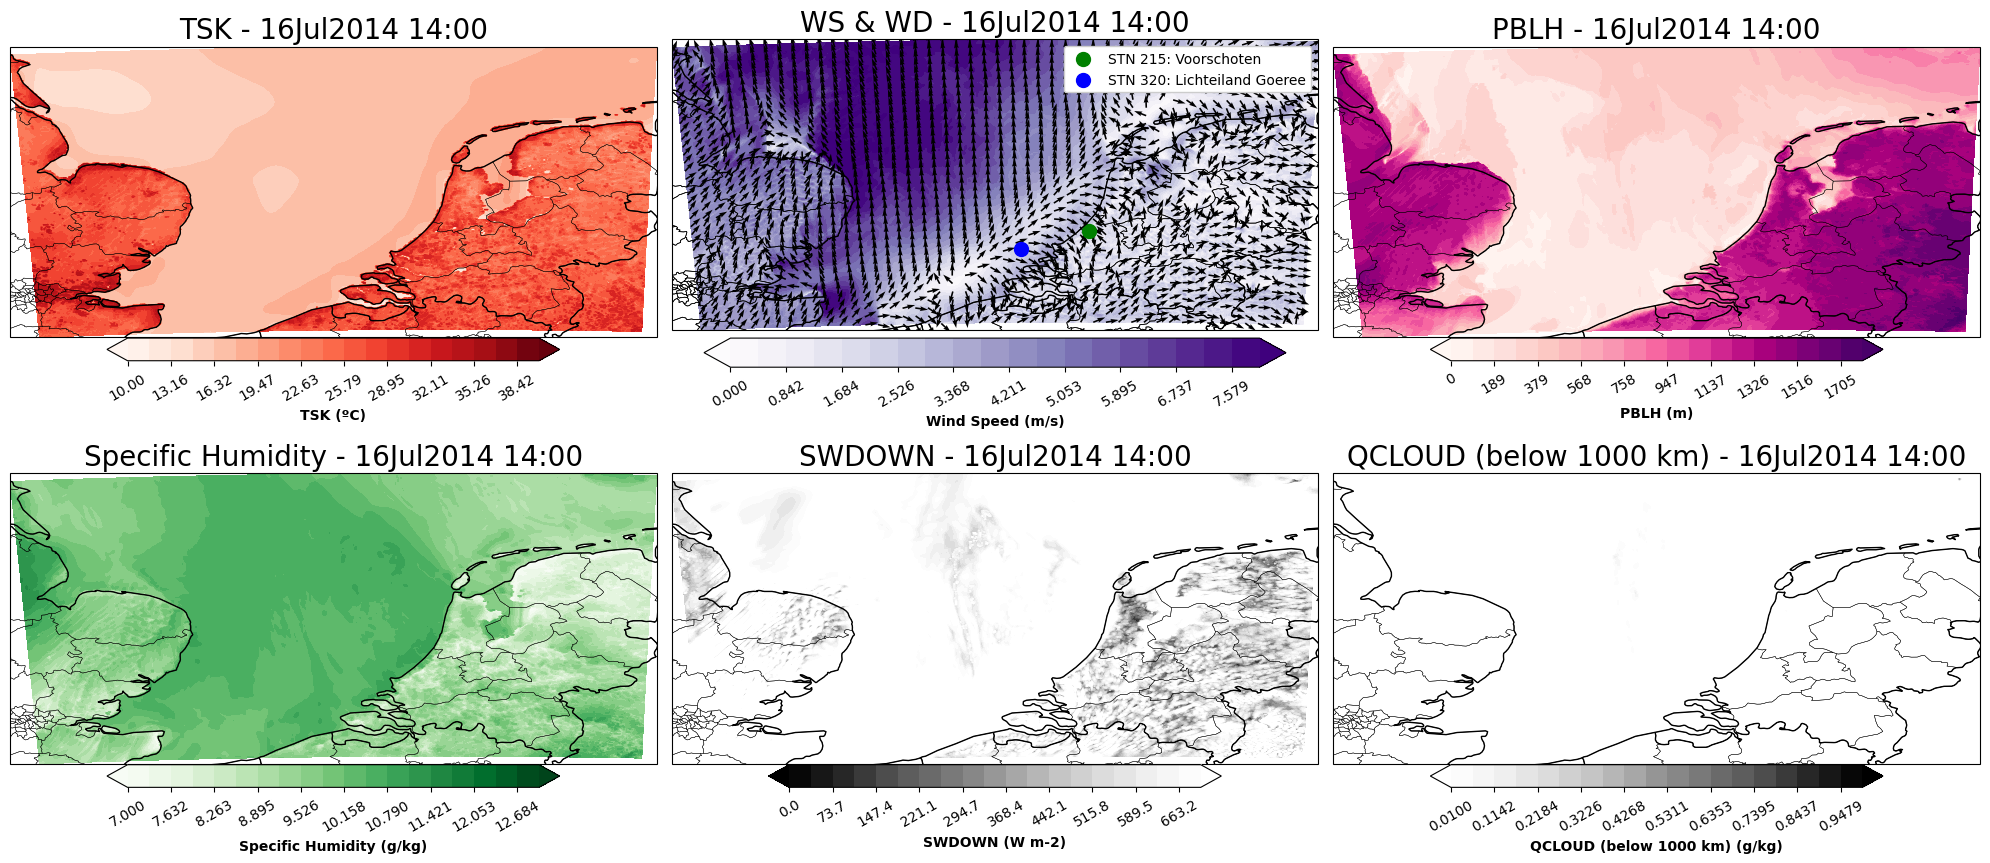 TSK - 16Jul2014 14:00
10.00 13.16 16.32 19.47 22.63 25.79 28.95 32.11 35.26 38.42
TSK (ºC)
WS & WD - 16Jul2014 14:00
STN 215: Voorschoten
STN 320: Lichteiland Goeree
0.000 0.842 1.684 2.526 3.368 4.211 5.053 5.895 6.737 7.579
Wind Speed (m/s)
PBLH - 16Jul2014 14:00
0 189 379 568 758 947 1137 1326 1516 1705
PBLH (m)
Specific Humidity - 16Jul2014 14:00
7.000 7.632 8.263 8.895 9.526 10.158 10.790 11.421 12.053 12.684
Specific Humidity (g/kg)
SWDOWN - 16Jul2014 14:00
0.0 73.7 147.4 221.1 294.7 368.4 442.1 515.8 589.5 663.2
SWDOWN (W m-2)
QCLOUD (below 1000 km) - 16Jul2014 14:00
0.0100 0.1142 0.2184 0.3226 0.4268 0.5311 0.6353 0.7395 0.8437 0.9479
QCLOUD (below 1000 km) (g/kg)